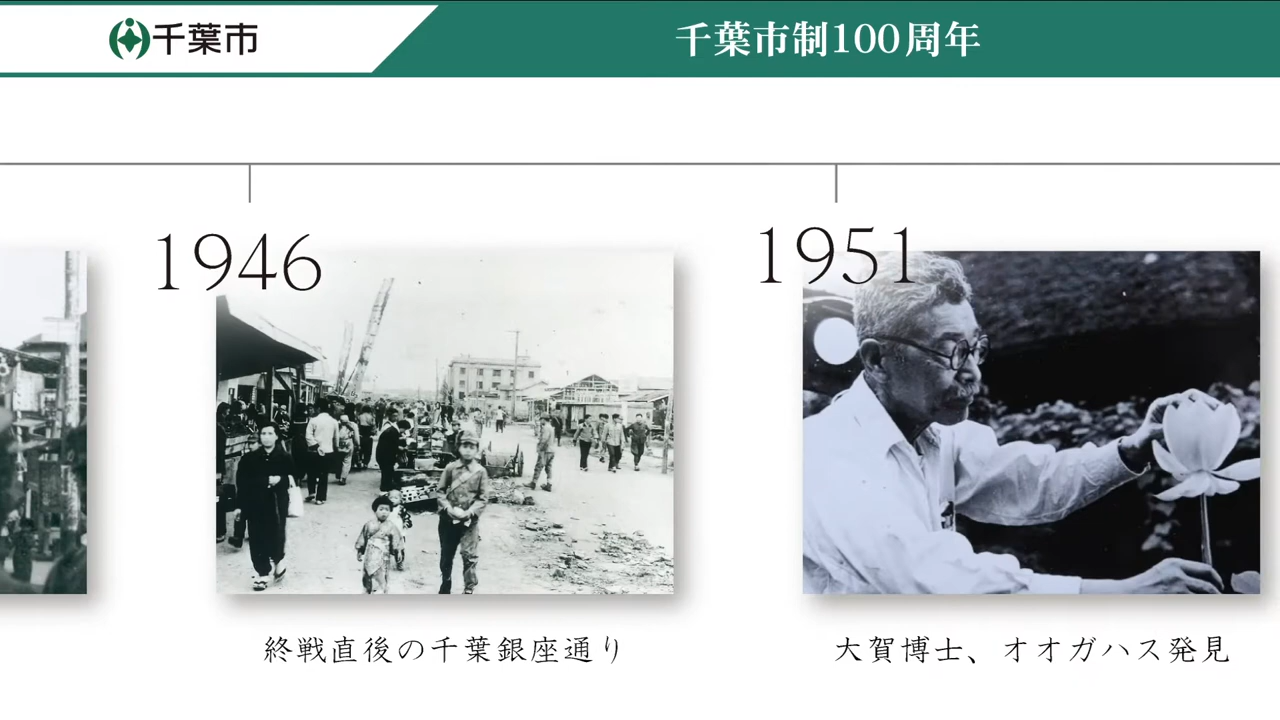 千葉市
千葉市制100周年
1946
1951
終戦直後の千葉銀座通り
大賀博士、オオガハス発見